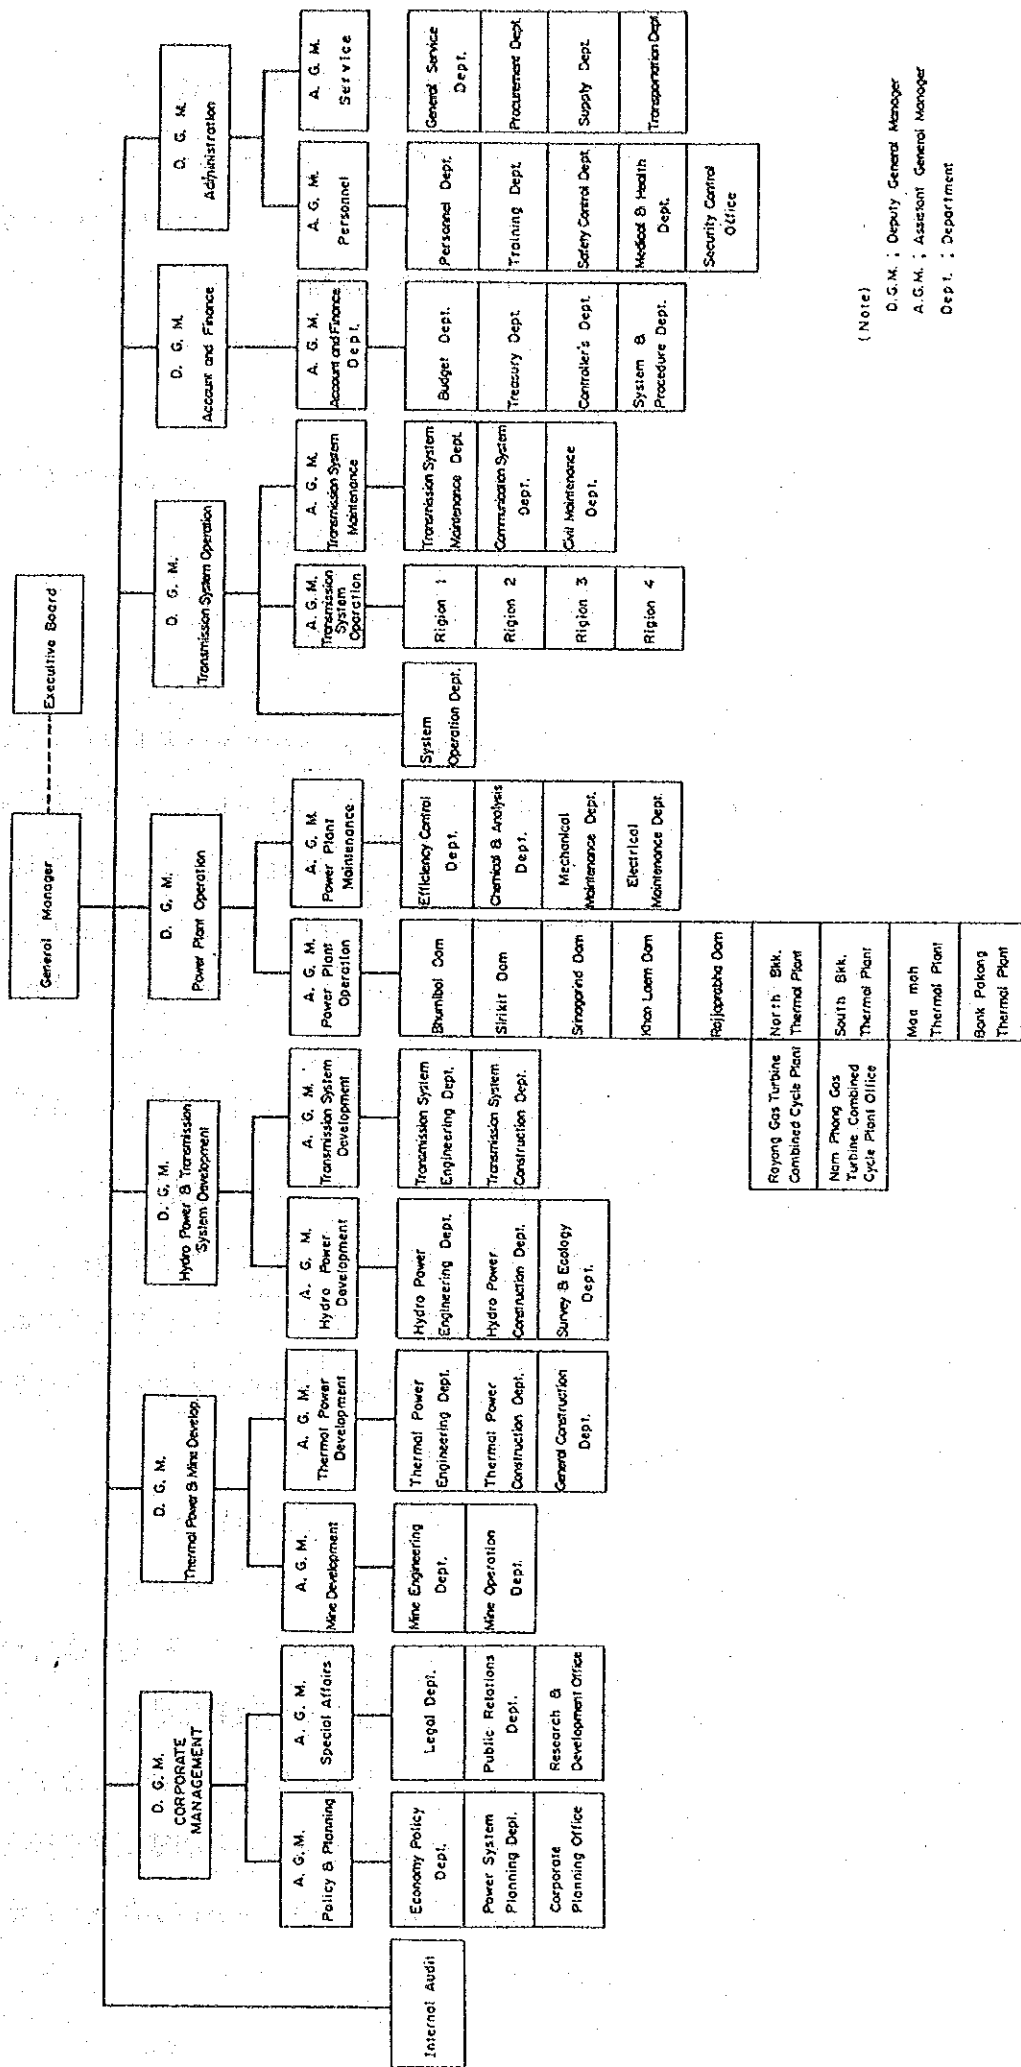 General Manager
Executive Board
D. G. M.
CORPORATE
MANAGEMENT
D. G. M.
Thermal Power & Mine Develop.
D. G. M.
Hydro Power & Transmission
System Development
D. G. M.
Power Plant Operation
D. G. M.
Transmission System Operation
D. G. M.
Account and Finance
D. G. M.
Administration
A. G. M.
Policy & Planning
A. G. M.
Special Affairs
A. G. M.
Mine Development
A. G. M.
Thermal Power
Development
A. G. M.
Hydro Power
Development
A. G. M.
Transmission System
Development
A. G. M.
Power Plant
Operation
A. G. M.
Power Plant
Maintenance
A. G. M.
Transmission
System
Operation
A. G. M.
Transmission System
Maintenance
A. G. M.
Account and Finance
Dept.
A. G. M.
Personnel
A. G. M.
Service
Internal Audit
Economy Policy
Dept.
Power System
Planning Dept.
Corporate
Planning Office
Legal Dept.
Public Relations
Dept.
Research &
Development Office
Mine Engineering
Dept.
Mine Operation
Dept.
Thermal Power
Engineering Dept.
Thermal Power
Construction Dept.
General Construction
Dept.
Hydro Power
Engineering Dept.
Hydro Power
Construction Dept.
Survey & Ecology
Dept.
Transmission System
Engineering Dept.
Transmission System
Construction Dept.
Bhumibol Dam
Sirikit Dam
Srinagarind Dam
Khao Laem Dam
Rajjaprabha Dam
Rayong Gas Turbine
Combined Cycle Plant
North Bkk.
Thermal Plant
Nam Phong Gas
Turbine Combined
Cycle Plant Office
South Bkk.
Thermal Plant
Mae moh
Thermal Plant
Bank Pakong
Thermal Plant
Efficiency Control
Dept.
Chemical & Analysis
Dept.
Mechanical
Maintenance Dept.
Electrical
Maintenance Dept.
System
Operation Dept.
Rigion 1
Rigion 2
Rigion 3
Rigion 4
Transmission System
Maintenance Dept.
Communication System
Dept.
Civil Maintenance
Dept.
Budget Dept.
Treasury Dept.
Controller's Dept.
System &
Procedure Dept.
Personnel Dept.
Training Dept.
Safety Control Dept.
Medical & Health
Dept.
Security Control
Office
General Service
Dept.
Procurement Dept.
Supply Dept.
Transportation Dept.
(Note)
D.G.M. ; Deputy General Manager
A.G.M. ; Assistant General Manager
Dept. ; Department